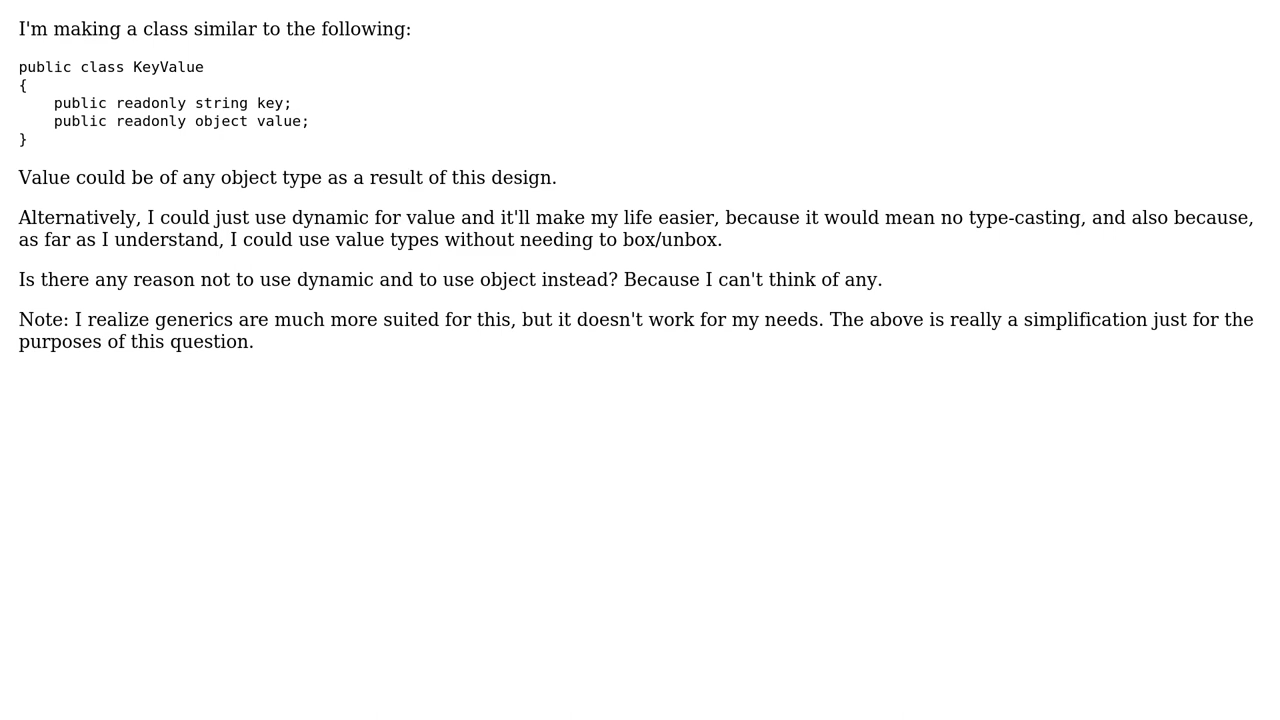 I'm making a class similar to the following:
public class KeyValue
{
    public readonly string key;
    public readonly object value;
}
Value could be of any object type as a result of this design.
Alternatively, I could just use dynamic for value and it'll make my life easier, because it would mean no type-casting, and also because,
as far as I understand, I could use value types without needing to box/unbox.
Is there any reason not to use dynamic and to use object instead? Because I can't think of any.
Note: I realize generics are much more suited for this, but it doesn't work for my needs. The above is really a simplification just for the
purposes of this question.